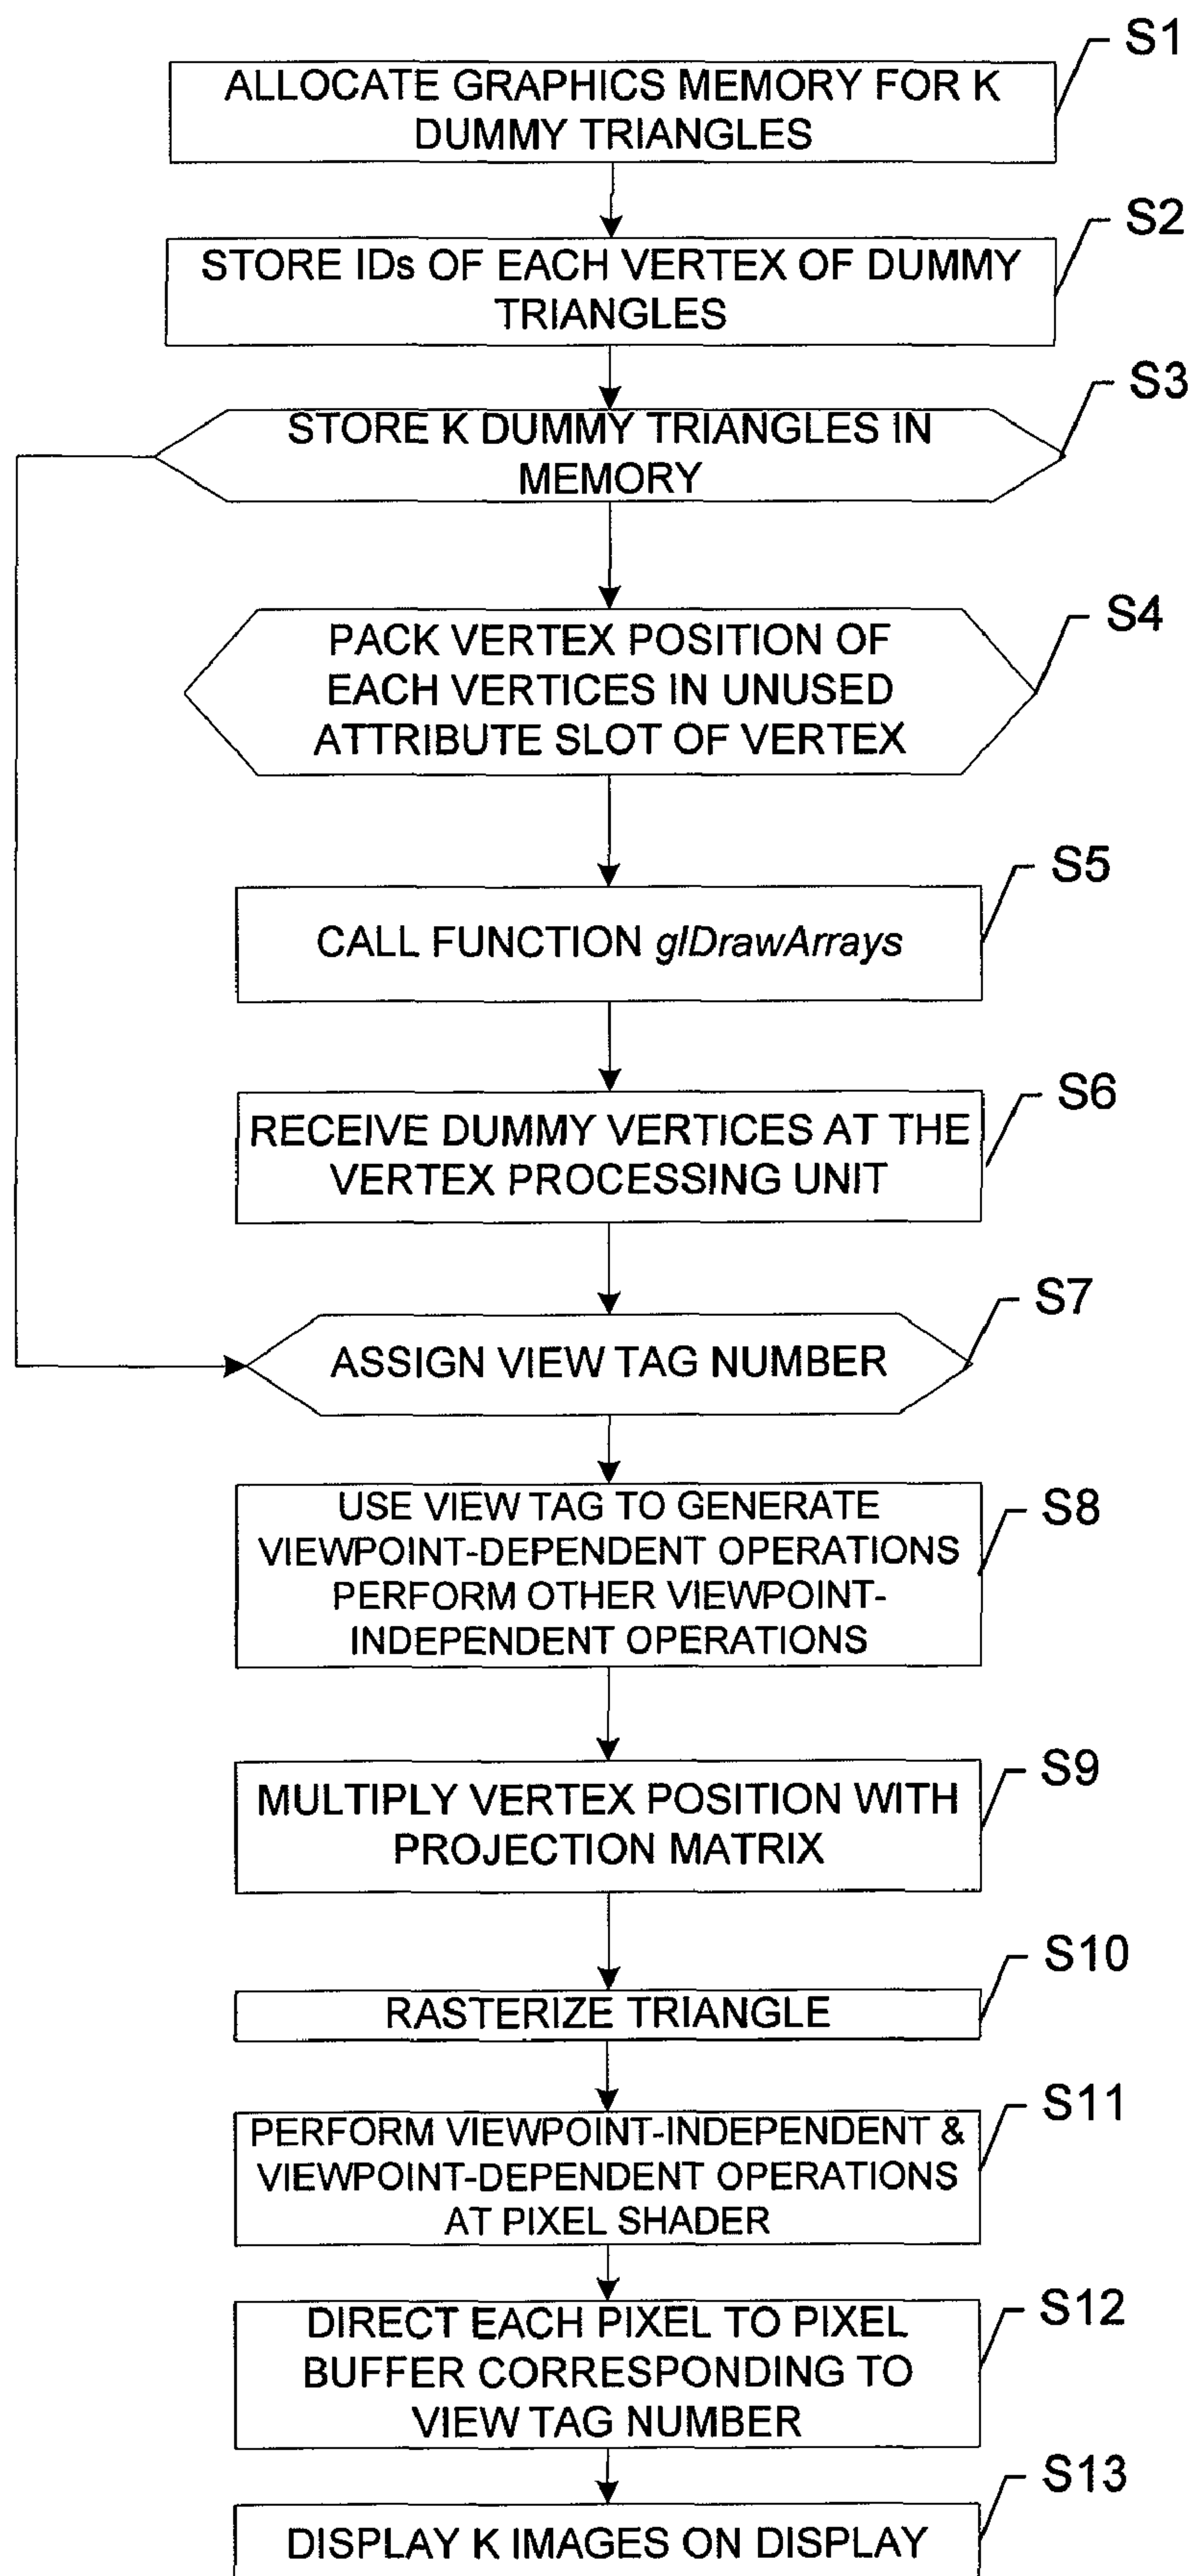 S1
ALLOCATE GRAPHICS MEMORY FOR K
DUMMY TRIANGLES
S2
STORE IDs OF EACH VERTEX OF DUMMY
TRIANGLES
S3
STORE K DUMMY TRIANGLES IN
MEMORY
S4
PACK VERTEX POSITION OF
EACH VERTICES IN UNUSED
ATTRIBUTE SLOT OF VERTEX
S5
CALL FUNCTION glDrawArrays
S6
RECEIVE DUMMY VERTICES AT THE
VERTEX PROCESSING UNIT
S7
ASSIGN VIEW TAG NUMBER
S8
USE VIEW TAG TO GENERATE
VIEWPOINT-DEPENDENT OPERATIONS
PERFORM OTHER VIEWPOINT-
INDEPENDENT OPERATIONS
S9
MULTIPLY VERTEX POSITION WITH
PROJECTION MATRIX
S10
RASTERIZE TRIANGLE
S11
PERFORM VIEWPOINT-INDEPENDENT &
VIEWPOINT-DEPENDENT OPERATIONS
AT PIXEL SHADER
S12
DIRECT EACH PIXEL TO PIXEL
BUFFER CORRESPONDING TO
VIEW TAG NUMBER
S13
DISPLAY K IMAGES ON DISPLAY